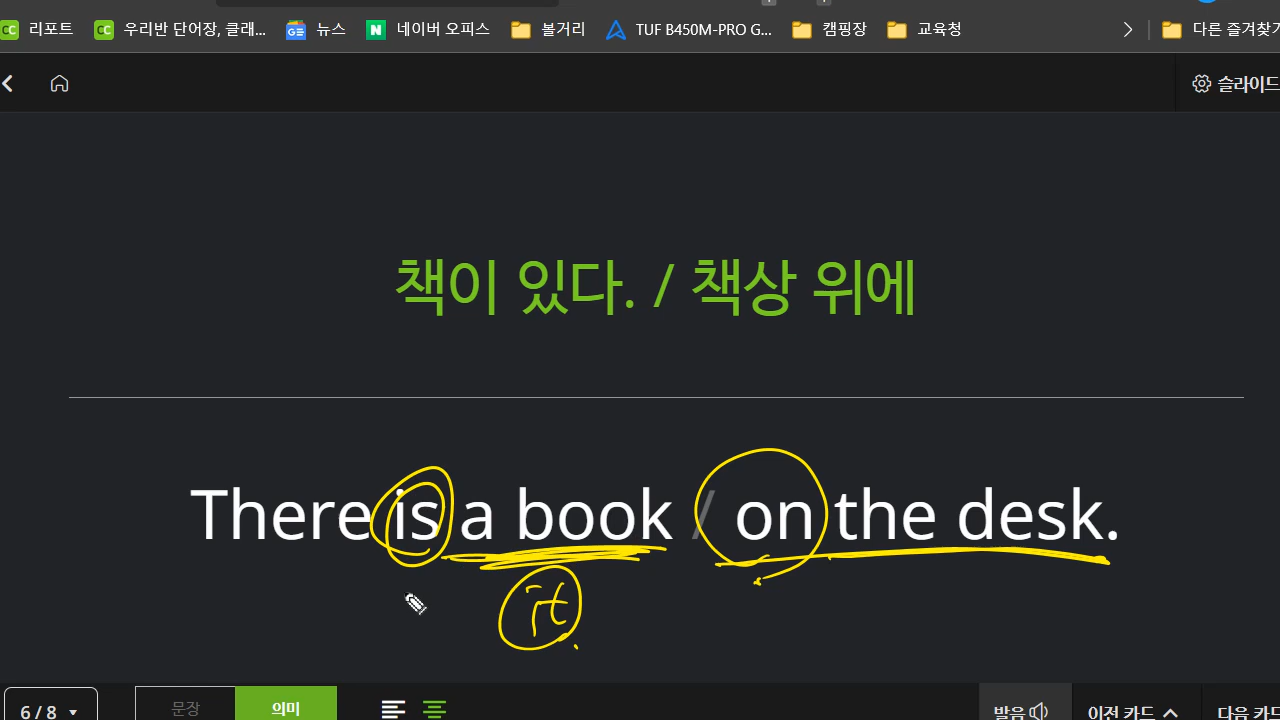 리포트 우리반 단어장, 클래... 뉴스 네이버 오피스 볼거리 TUF B450M-PRO G... 캠핑장 교육청 다른 즐겨찾기
슬라이드
책이 있다. / 책상 위에
There is a book / on the desk.
it
6 / 8 문장 의미 발음 이전 카드 다음 카드